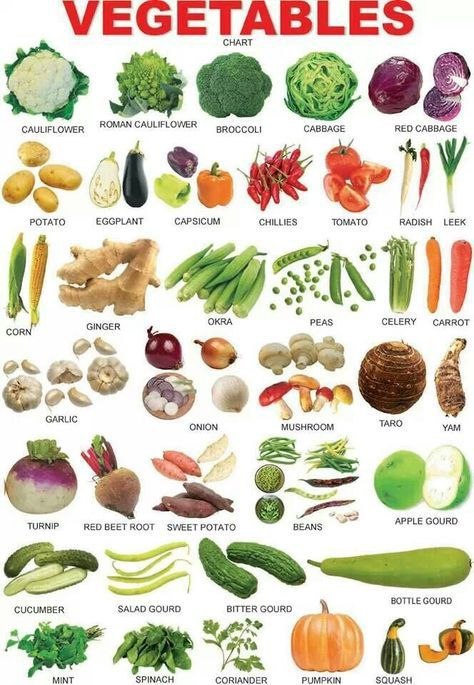 VEGETABLES
CHART
CAULIFLOWER
ROMAN CAULIFLOWER
BROCCOLI
CABBAGE
RED CABBAGE
POTATO
EGGPLANT
CAPSICUM
CHILLIES
TOMATO
RADISH
LEEK
CORN
GINGER
OKRA
PEAS
CELERY
CARROT
GARLIC
ONION
MUSHROOM
TARO
YAM
TURNIP
RED BEET ROOT
SWEET POTATO
BEANS
APPLE GOURD
CUCUMBER
SALAD GOURD
BITTER GOURD
BOTTLE GOURD
MINT
SPINACH
CORIANDER
PUMPKIN
SQUASH